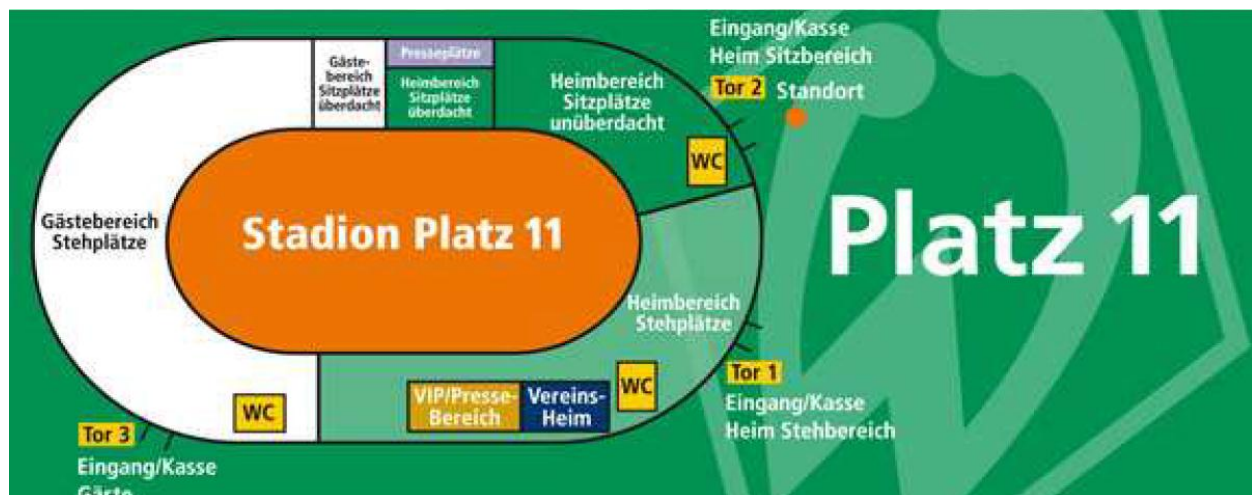 Eingang/Kasse
Heim Sitzbereich
Tor 2 Standort
Presseplätze
Gäste-
bereich
Sitzplätze
überdacht
Heimbereich
Sitzplätze
überdacht
Heimbereich
Sitzplätze
unüberdacht
WC
Gästebereich
Stehplätze
Stadion Platz 11
Platz 11
Heimbereich
Stehplätze
Tor 1
Eingang/Kasse
Heim Stehbereich
VIP/Presse-
Bereich
Vereins-
Heim
WC
WC
Tor 3
Eingang/Kasse
Gäste